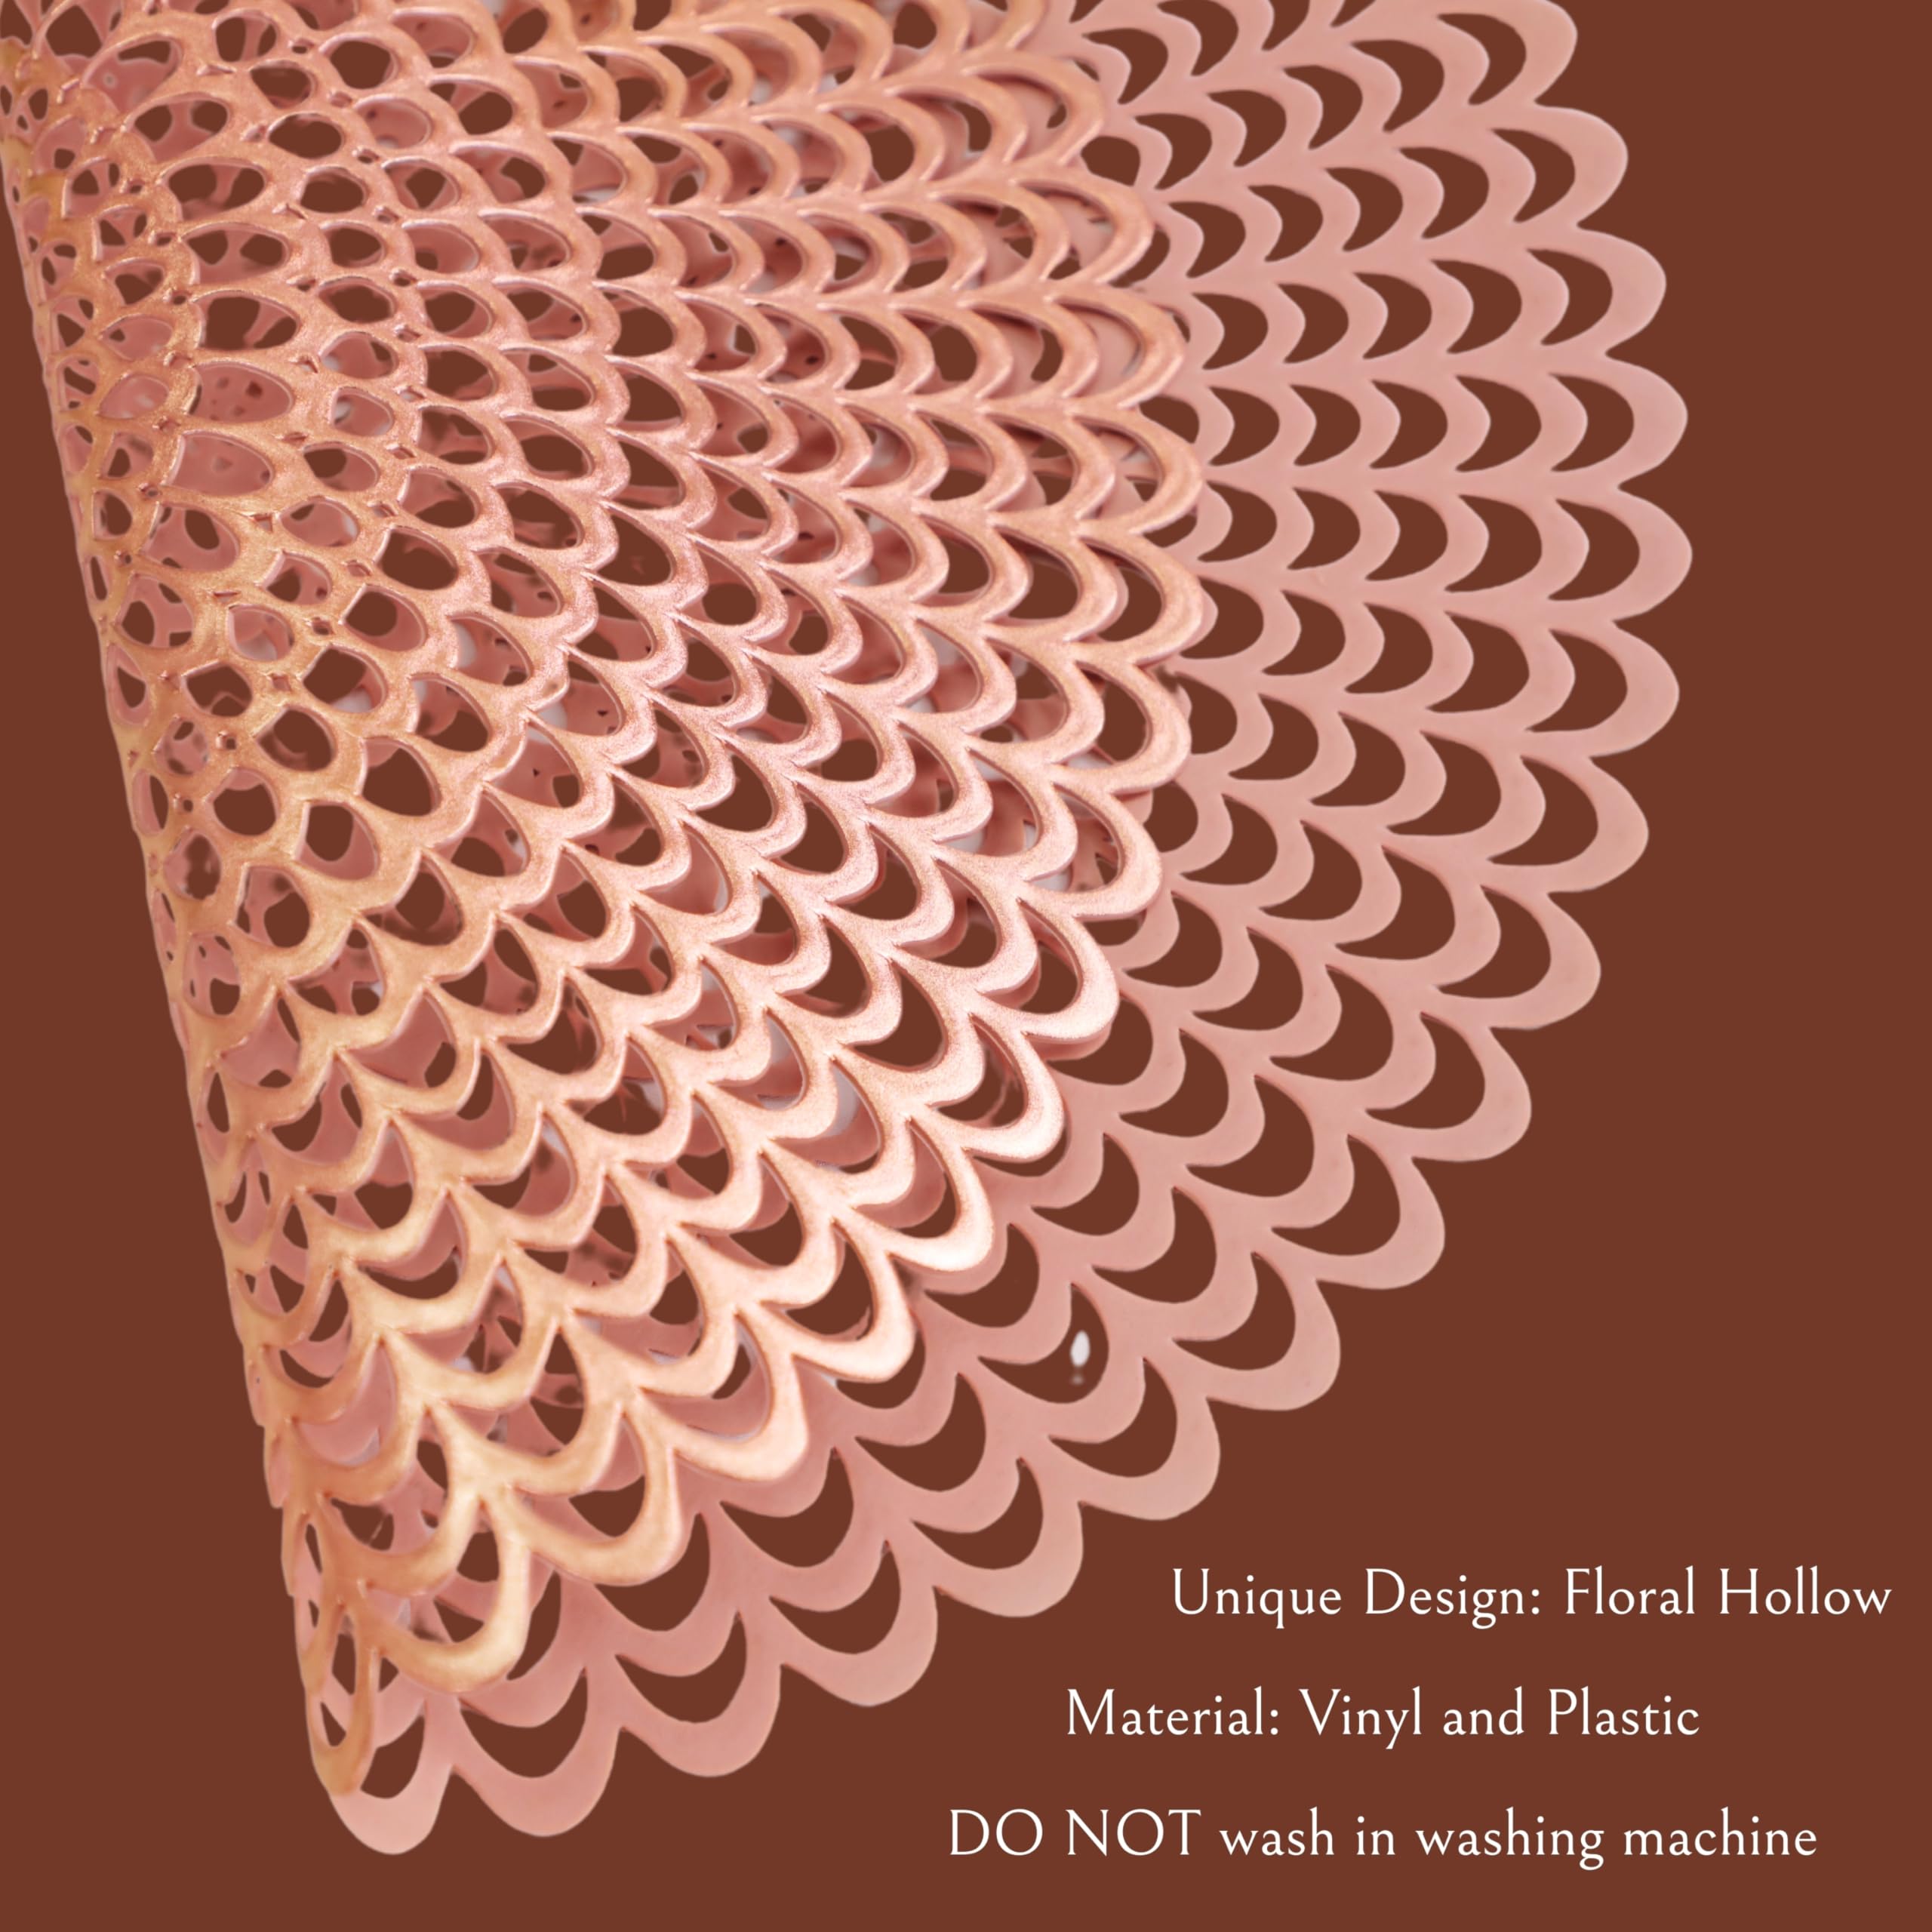 Unique Design: Floral Hollow
Material: Vinyl and Plastic
DO NOT wash in washing machine